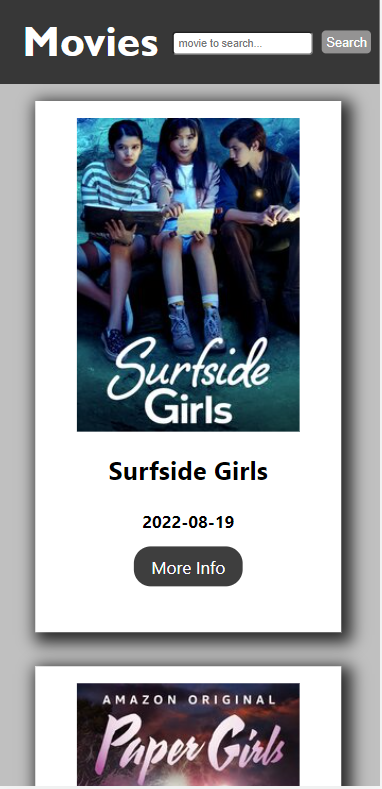 Movies
movie to search...
Search
Surfside
Girls
Surfside Girls
2022-08-19
More Info
AMAZON ORIGINAL
Paper Girls